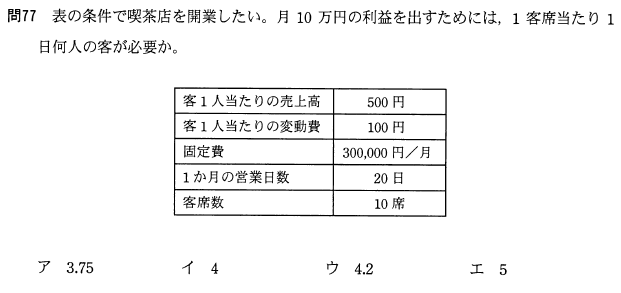 問77 表の条件で喫茶店を開業したい。月 10 万円の利益を出すためには，1 客席当たり 1
日何人の客が必要か。
客1人当たりの売上高 500 円
客1人当たりの変動費 100 円
固定費 300,000 円／月
1か月の営業日数 20 日
客席数 10 席
ア 3.75 イ 4 ウ 4.2 エ 5